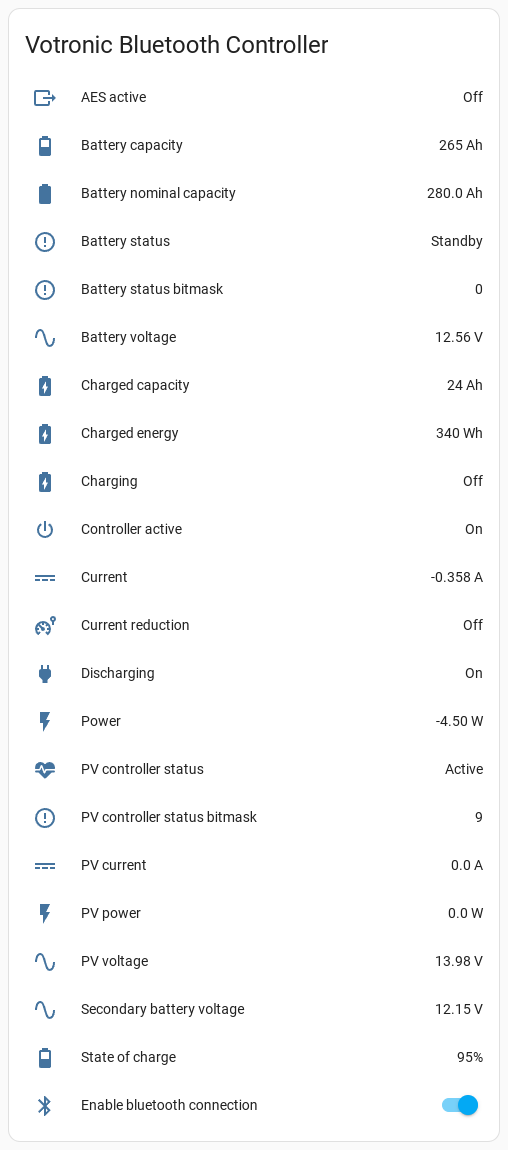 Votronic Bluetooth Controller
AES active Off
Battery capacity 265 Ah
Battery nominal capacity 280.0 Ah
Battery status Standby
Battery status bitmask 0
Battery voltage 12.56 V
Charged capacity 24 Ah
Charged energy 340 Wh
Charging Off
Controller active On
Current -0.358 A
Current reduction Off
Discharging On
Power -4.50 W
PV controller status Active
PV controller status bitmask 9
PV current 0.0 A
PV power 0.0 W
PV voltage 13.98 V
Secondary battery voltage 12.15 V
State of charge 95%
Enable bluetooth connection